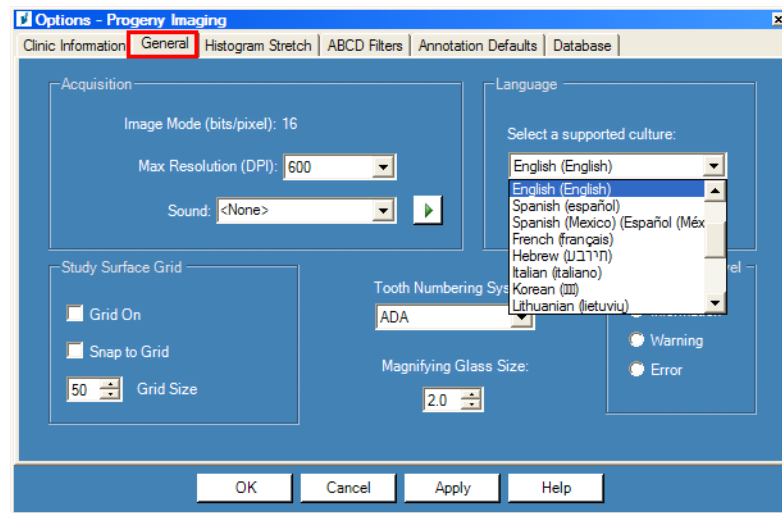 Options - Progeny Imaging
Clinic Information General Histogram Stretch ABCD Filters Annotation Defaults Database
Acquisition
Image Mode (bits/pixel): 16
Max Resolution (DPI): 600
Sound: <None>
Language
Select a supported culture:
English (English)
English (English)
Spanish (español)
Spanish (Mexico) (Español (Méx
French (français)
Hebrew (חירבע)
Italian (italiano)
Korean
Lithuanian (lietuvių)
Study Surface Grid
Grid On
Snap to Grid
50 Grid Size
Tooth Numbering Sys
ADA
Magnifying Glass Size:
2.0
Warning
Error
OK Cancel Apply Help